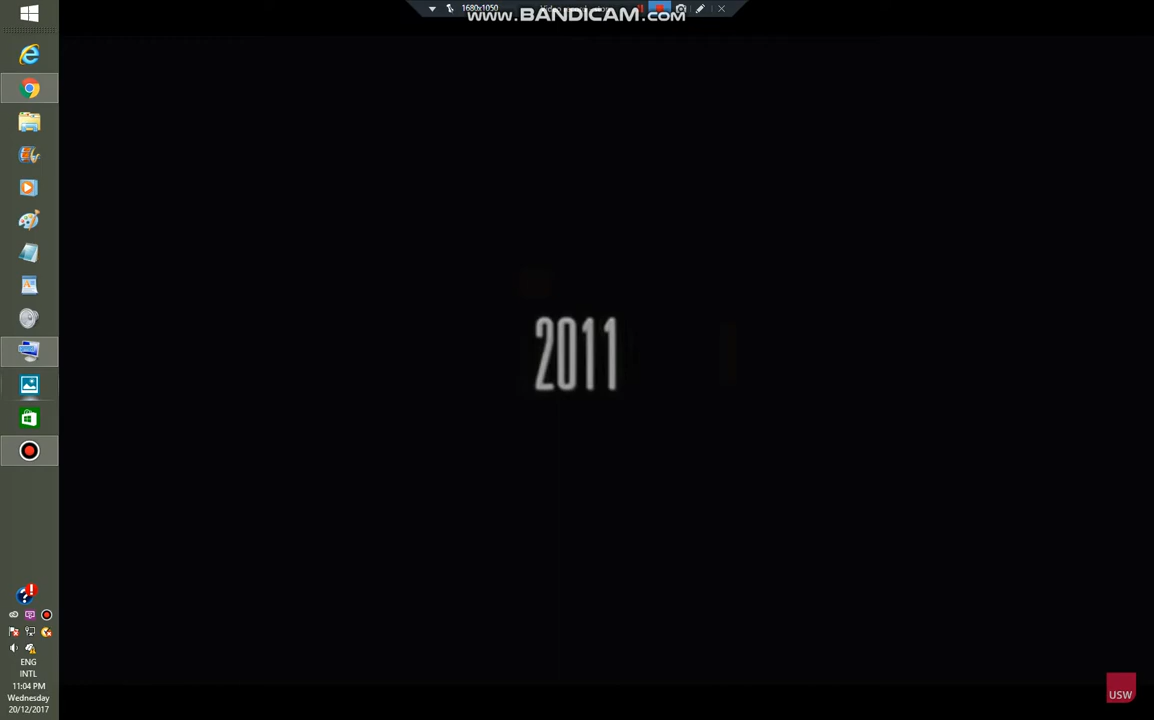 1680x1050
WWW.BANDICAM.COM
2011
ENG
INTL
11:04 PM
Wednesday
20/12/2017
USW